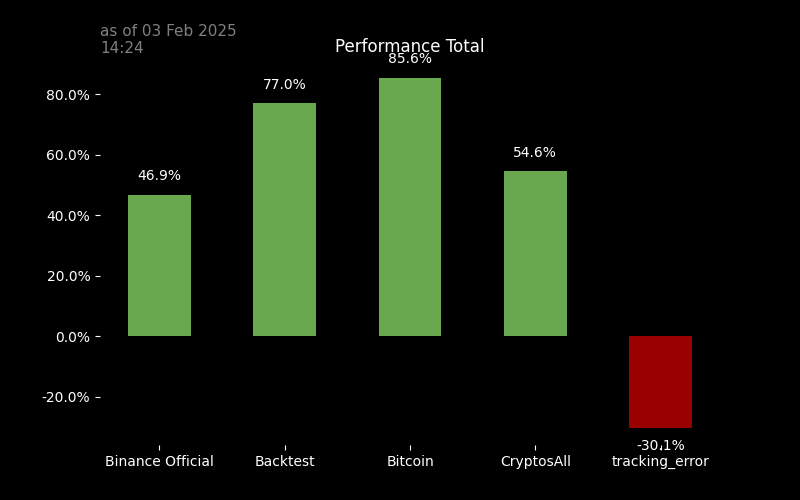 as of 03 Feb 2025
14:24
Performance Total
85.6%
80.0%
77.0%
60.0%
54.6%
46.9%
40.0%
20.0%
0.0%
-20.0%
-30.1%
Binance Official
Backtest
Bitcoin
CryptosAll
tracking_error